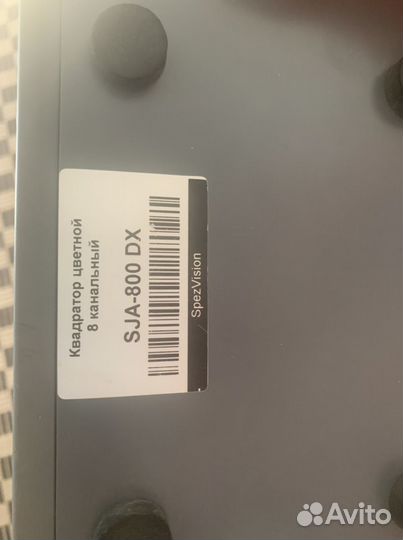 Квадратор цветной
8 канальный
SJA-800 DX
SpezVision
Avito